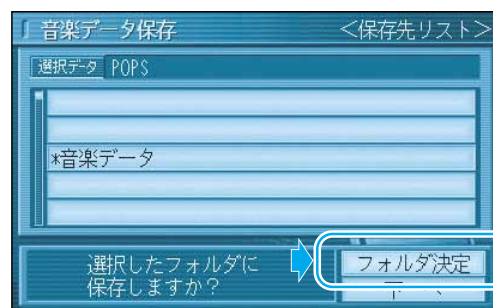 音楽データ保存 <保存先リスト>
選択データ POPS
*音楽データ
選択したフォルダに
保存しますか?
フォルダ決定
下